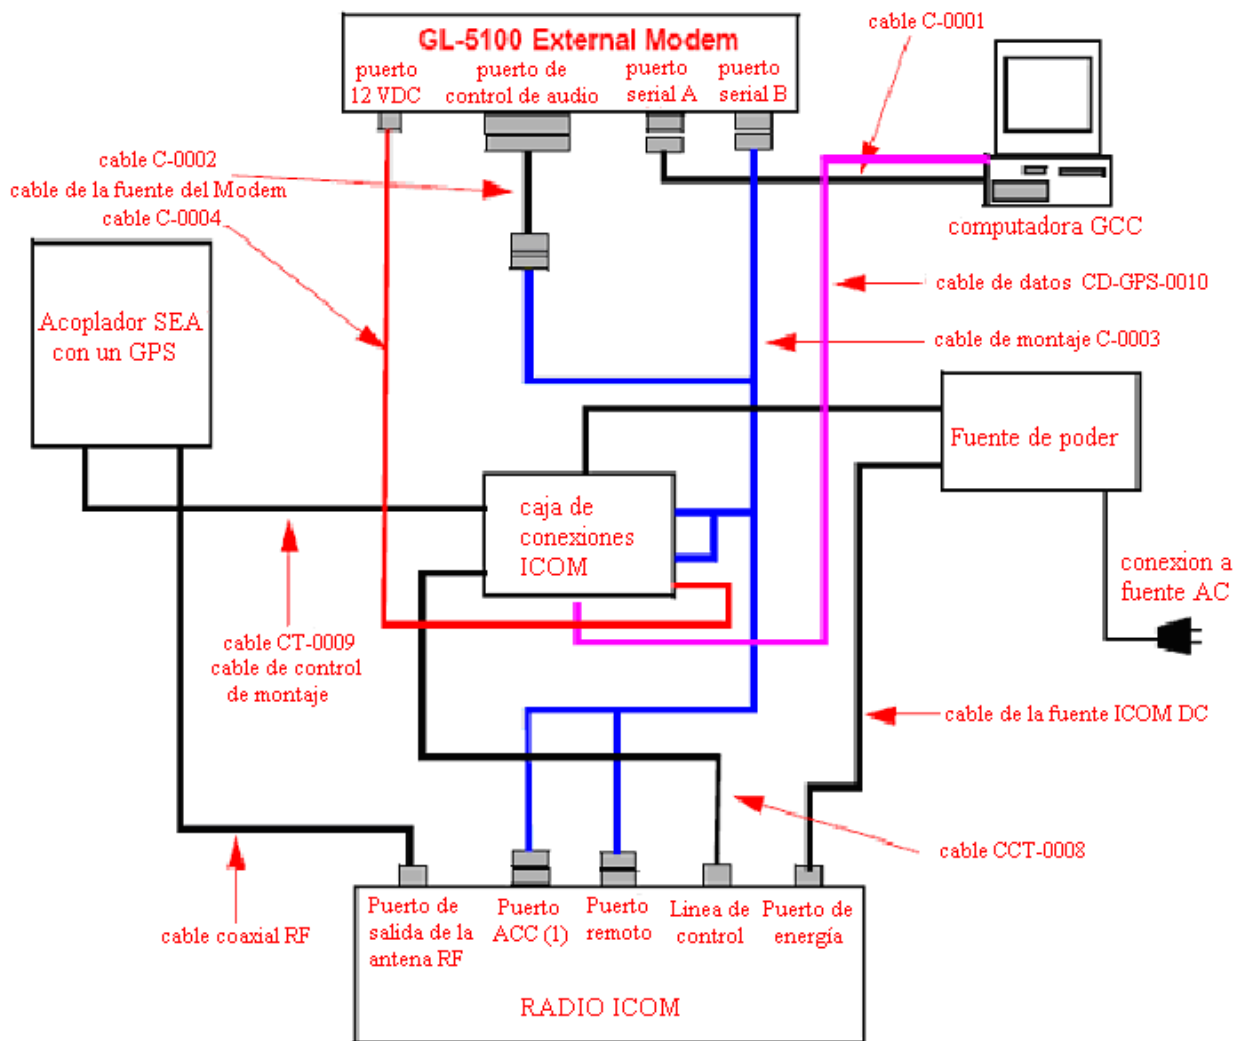 cable C-0001
GL-5100 External Modem
puerto
12 VDC
puerto de
control de audio
puerto
serial A
puerto
serial B
cable C-0002
cable de la fuente del Modem
cable C-0004
computadora GCC
cable de datos CD-GPS-0010
cable de montaje C-0003
Acoplador SEA
con un GPS
Fuente de poder
caja de
conexiones
ICOM
conexion a
fuente AC
cable CT-0009
cable de control
de montaje
cable de la fuente ICOM DC
cable CCT-0008
cable coaxial RF
Puerto de
salida de la
antena RF
Puerto
ACC (1)
Puerto
remoto
Linea de
control
Puerto de
energía
RADIO ICOM